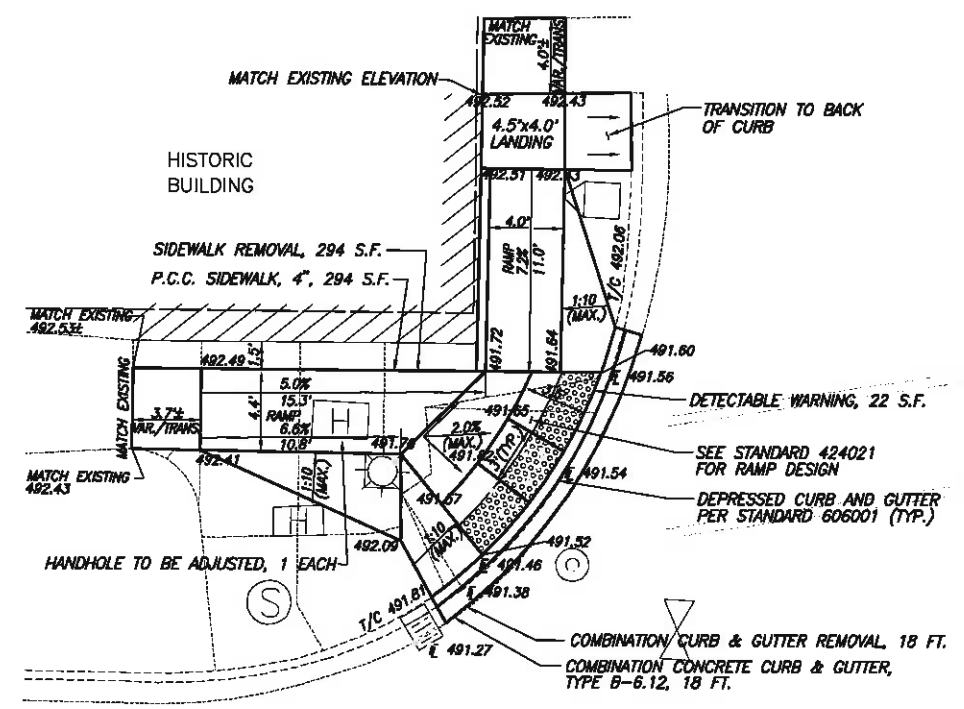 MATCH
EXISTING
4.0'±
VAR./TRANS
MATCH EXISTING ELEVATION
492.52 492.43
TRANSITION TO BACK
OF CURB
4.5'x4.0'
LANDING
HISTORIC
BUILDING
492.51
4.0'
RAMP
7.2%
11.0'
T/C 492.06
SIDEWALK REMOVAL, 294 S.F.
P.C.C. SIDEWALK, 4", 294 S.F.
1:10
(MAX.)
MATCH EXISTING
492.53±
492.49
1.5'
491.72
491.64
491.60
491.56
MATCH EXISTING
5.0%
15.3'
RAMP
6.6%
10.8'
4.4'
3.7'±
VAR./TRANS
H
DETECTABLE WARNING, 22 S.F.
491.65
2.0%
(MAX.)
(TYP.)
SEE STANDARD 424021
FOR RAMP DESIGN
491.76
492.41
MATCH EXISTING
492.43
1:10
(MAX.)
491.54
491.67
DEPRESSED CURB AND GUTTER
PER STANDARD 606001 (TYP.)
H
492.09
1:10
(MAX.)
491.52
491.46
HANDHOLE TO BE ADJUSTED, 1 EACH
491.38
S
T/C 491.81
491.27
COMBINATION CURB & GUTTER REMOVAL, 18 FT.
COMBINATION CONCRETE CURB & GUTTER,
TYPE B-6.12, 18 FT.